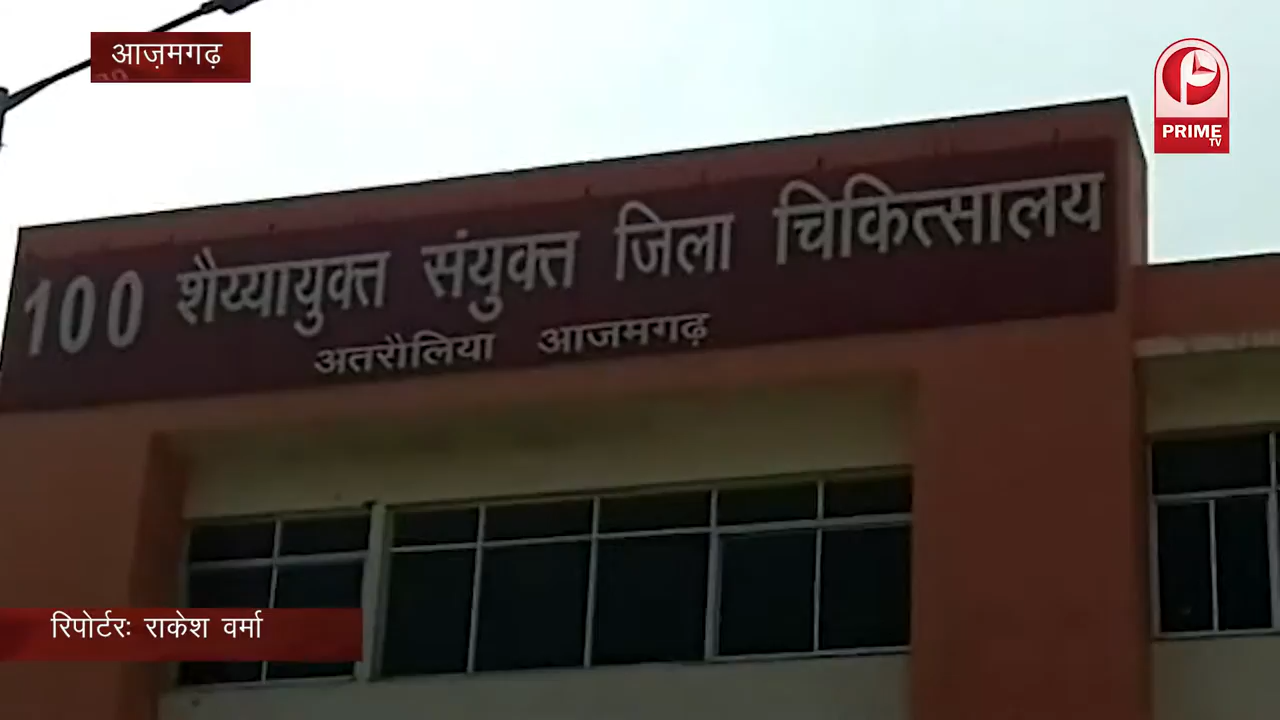 आज़मगढ़
PRIME
TV
100 शैय्यायुक्त संयुक्त जिला चिकित्सालय
अतरौलिया आजमगढ़
रिपोर्टरः राकेश वर्मा